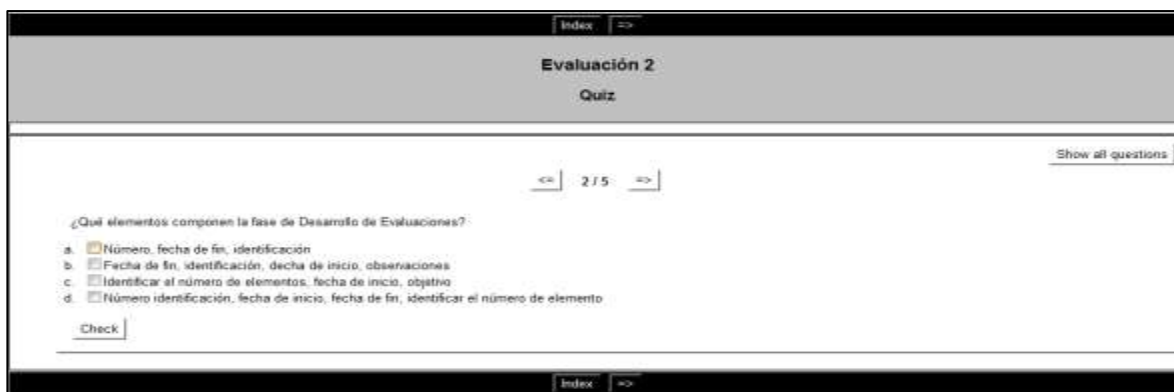 Index =>
Evaluación 2
Quiz
Show all questions
<= 2 / 5 =>
¿Qué elementos componen la fase de Desarrollo de Evaluaciones?
a. Número, fecha de fin, identificación
b. Fecha de fin, identificación, decha de inicio, observaciones
c. Identificar el número de elementos, fecha de inicio, objetivo
d. Número identificación, fecha de inicio, fecha de fin, identificar el número de elemento
Check
Index =>